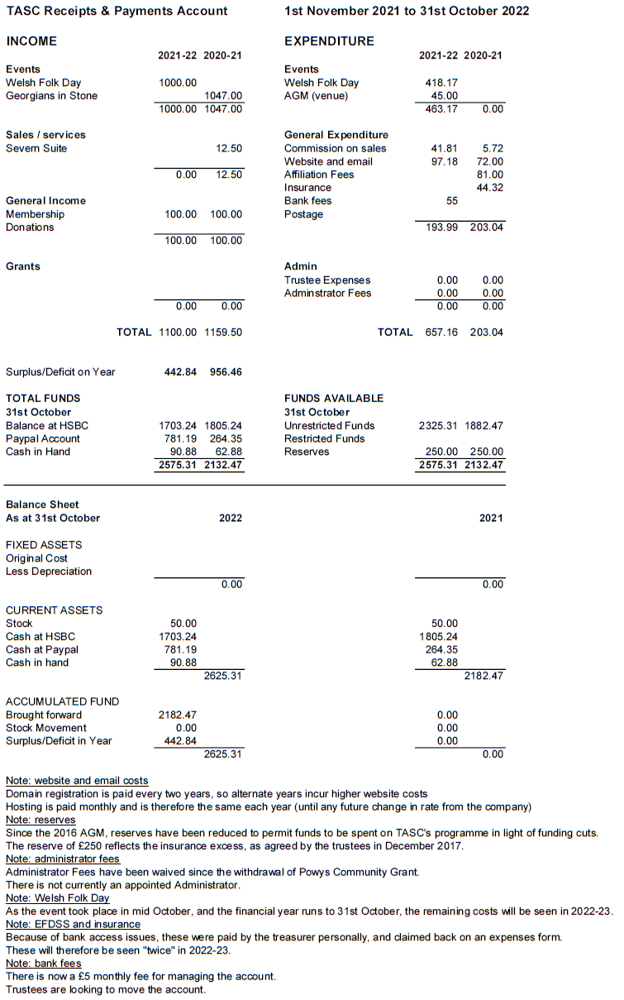 TASC Receipts & Payments Account 1st November 2021 to 31st October 2022
INCOME EXPENDITURE
2021-22 2020-21 2021-22 2020-21
Events Events
Welsh Folk Day 1000.00 Welsh Folk Day 418.17
Georgians in Stone 1047.00 AGM (venue) 45.00
1000.00 1047.00 463.17 0.00
Sales / services General Expenditure
Severn Suite 12.50 Commission on sales 41.81 5.72
Website and email 97.18 72.00
0.00 12.50 Affiliation Fees 81.00
Insurance 44.32
General Income Bank fees 55
Membership 100.00 100.00 Postage
Donations 193.99 203.04
100.00 100.00
Grants Admin
Trustee Expenses 0.00 0.00
Adminstrator Fees 0.00 0.00
0.00 0.00 0.00 0.00
TOTAL 1100.00 1159.50 TOTAL 657.16 203.04
Surplus/Deficit on Year 442.84 956.46
TOTAL FUNDS FUNDS AVAILABLE
31st October 31st October
Balance at HSBC 1703.24 1805.24 Unrestricted Funds 2325.31 1882.47
Paypal Account 781.19 264.35 Restricted Funds
Cash in Hand 90.88 62.88 Reserves 250.00 250.00
2575.31 2132.47 2575.31 2132.47
Balance Sheet
As at 31st October 2022 2021
FIXED ASSETS
Original Cost
Less Depreciation
0.00 0.00
CURRENT ASSETS
Stock 50.00 50.00
Cash at HSBC 1703.24 1805.24
Cash at Paypal 781.19 264.35
Cash in hand 90.88 62.88
2625.31 2182.47
ACCUMULATED FUND
Brought forward 2182.47 0.00
Stock Movement 0.00 0.00
Surplus/Deficit in Year 442.84 0.00
2625.31 0.00
Note: website and email costs
Domain registration is paid every two years, so alternate years incur higher website costs
Hosting is paid monthly and is therefore the same each year (until any future change in rate from the company)
Note: reserves
Since the 2016 AGM, reserves have been reduced to permit funds to be spent on TASC's programme in light of funding cuts.
The reserve of £250 reflects the insurance excess, as agreed by the trustees in December 2017.
Note: administrator fees
Administrator Fees have been waived since the withdrawal of Powys Community Grant.
There is not currently an appointed Administrator.
Note: Welsh Folk Day
As the event took place in mid October, and the financial year runs to 31st October, the remaining costs will be seen in 2022-23.
Note: EFDSS and insurance
Because of bank access issues, these were paid by the treasurer personally, and claimed back on an expenses form.
These will therefore be seen "twice" in 2022-23.
Note: bank fees
There is now a £5 monthly fee for managing the account.
Trustees are looking to move the account.